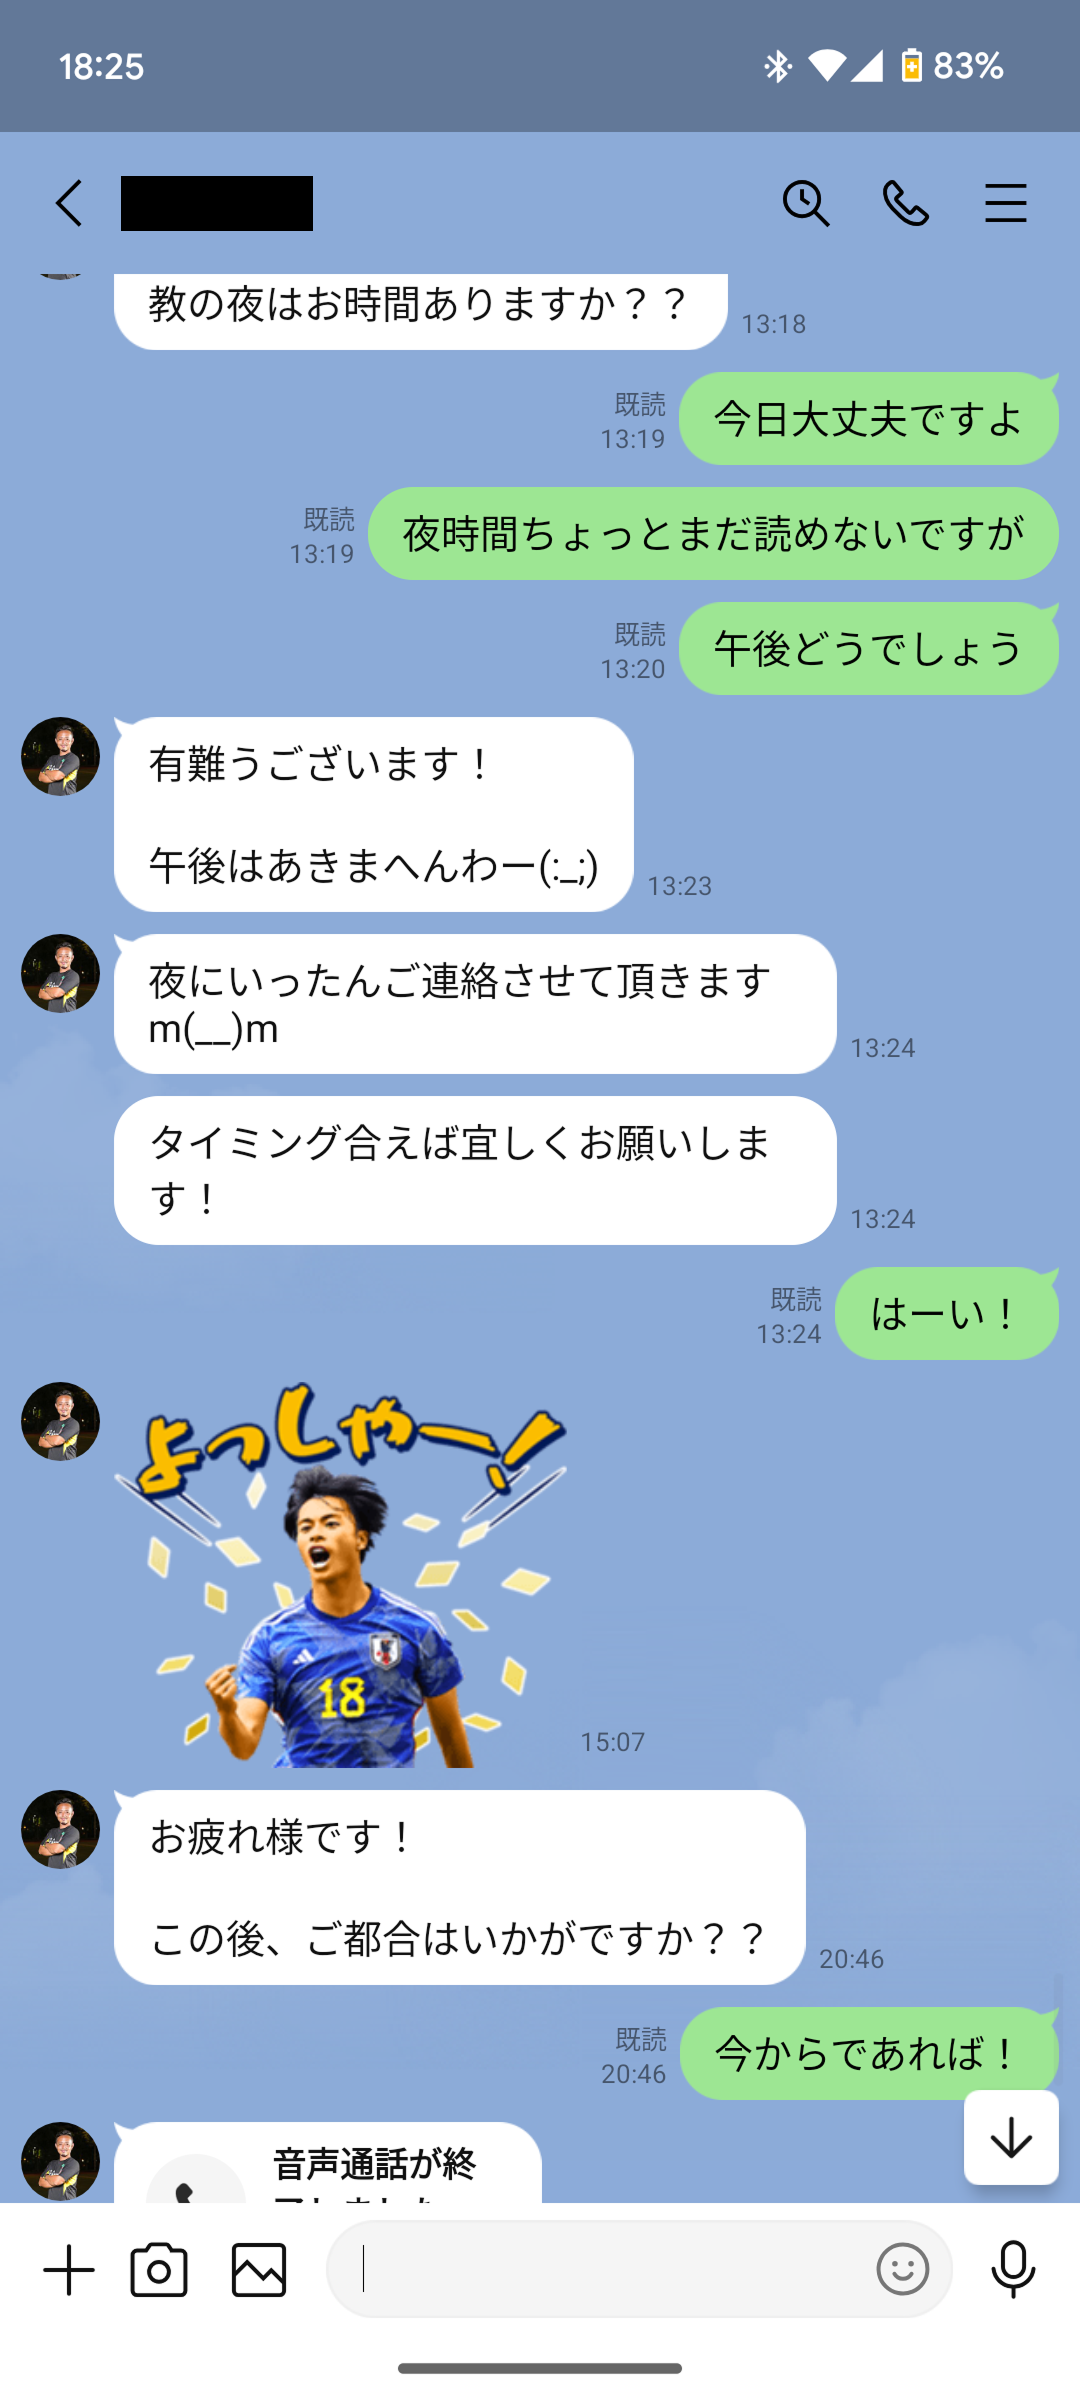 18:25
83%
教の夜はお時間ありますか？？
13:18
既読
13:19
今日大丈夫ですよ
既読
13:19
夜時間ちょっとまだ読めないですが
既読
13:20
午後どうでしょう
有難うございます！
午後はあきまへんわー(:_;)
13:23
夜にいったんご連絡させて頂きます
m(__)m
13:24
タイミング合えば宜しくお願いしま
す！
13:24
既読
13:24
はーい！
よっしゃー！
18
15:07
お疲れ様です！
この後、ご都合はいかがですか？？
20:46
既読
20:46
今からであれば！
音声通話が終